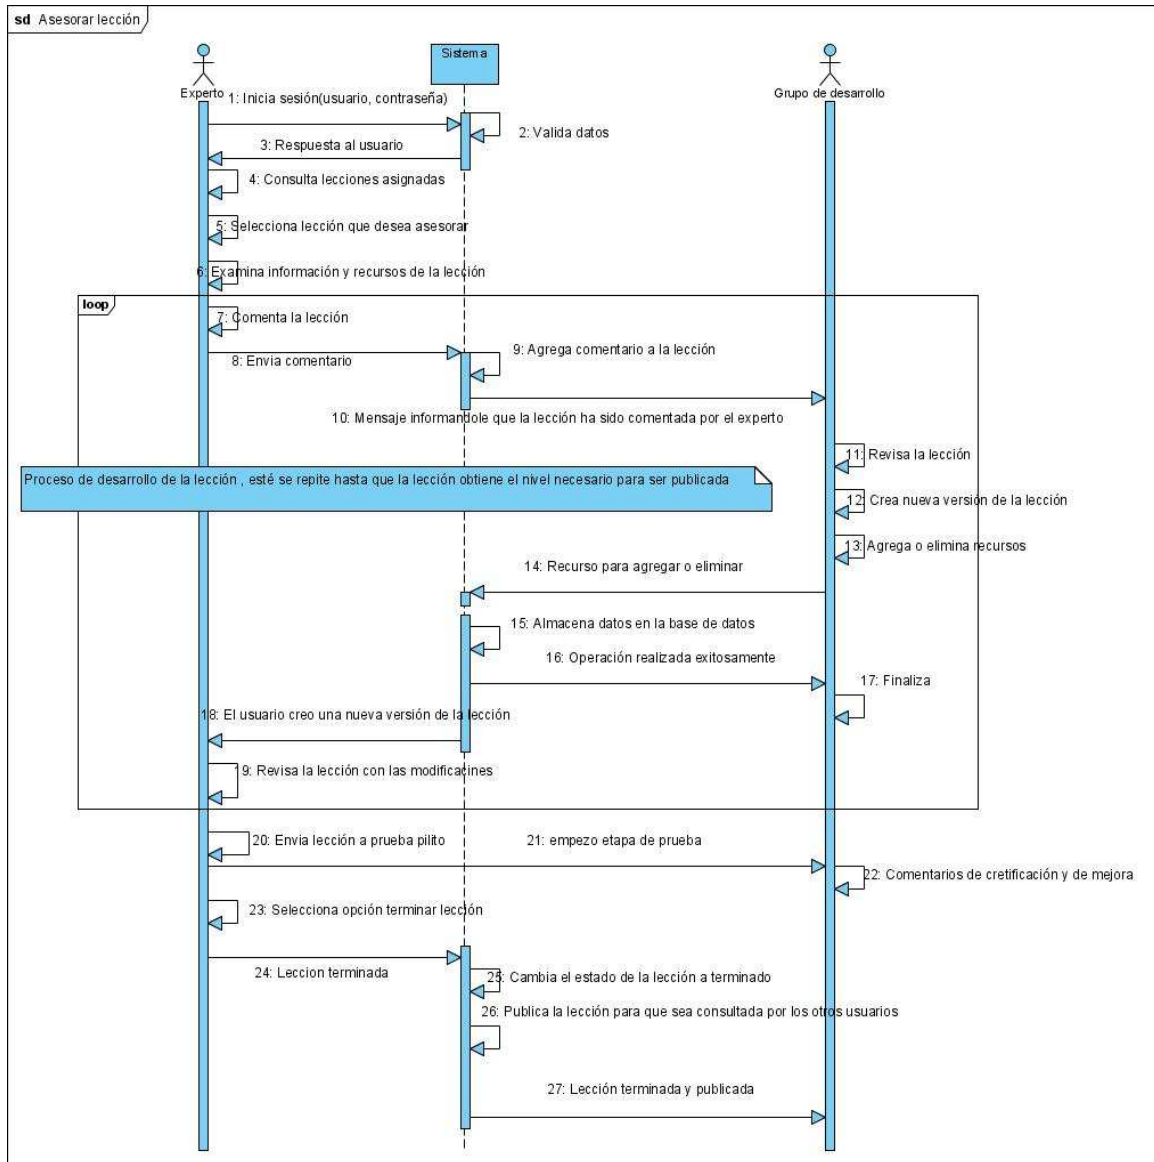 sd Asesorar lección
Sistema
Experto
Grupo de desarrollo
1: Inicia sesión(usuario, contraseña)
2: Valida datos
3: Respuesta al usuario
4: Consulta lecciones asignadas
5: Selecciona lección que desea asesorar
6: Examina información y recursos de la lección
loop
7: Comenta la lección
8: Envia comentario
9: Agrega comentario a la lección
10: Mensaje informandole que la lección ha sido comentada por el experto
11: Revisa la lección
Proceso de desarrollo de la lección , esté se repite hasta que la lección obtiene el nivel necesario para ser publicada
12: Crea nueva versión de la lección
13: Agrega o elimina recursos
14: Recurso para agregar o eliminar
15: Almacena datos en la base de datos
16: Operación realizada exitosamente
17: Finaliza
18: El usuario creo una nueva versión de la lección
19: Revisa la lección con las modificacines
20: Envia lección a prueba pilito
21: empezo etapa de prueba
22: Comentarios de cretificación y de mejora
23: Selecciona opción terminar lección
24: Leccion terminada
25: Cambia el estado de la lección a terminado
26: Publica la lección para que sea consultada por los otros usuarios
27: Lección terminada y publicada